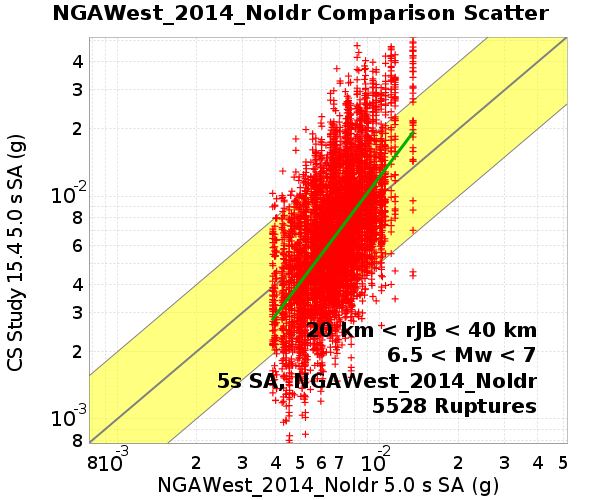 NGAWest_2014_NoIdr Comparison Scatter
CS Study 15.4 5.0 s SA (g)
4
3
2
10-2
8
6
4
3
2
10-3
8
20 km < rJB < 40 km
6.5 < Mw < 7
5s SA, NGAWest_2014_NoIdr
5528 Ruptures
8 10-3 2 3 4 5 6 7 10-2 2 3 4 5
NGAWest_2014_NoIdr 5.0 s SA (g)